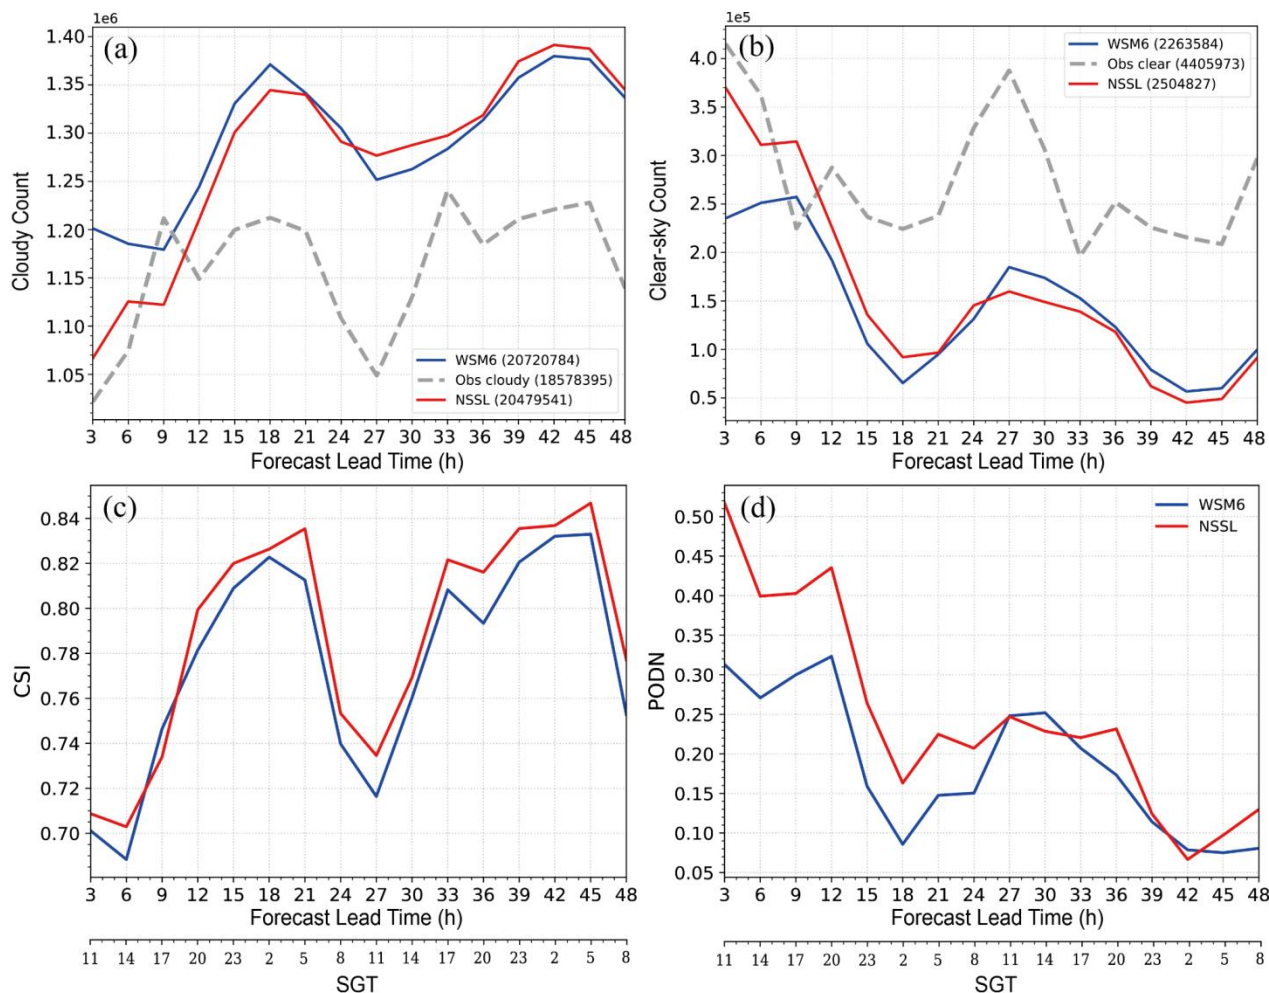 1e6
(a)
1.40
1.35
1.30
1.25
1.20
1.15
1.10
1.05
Cloudy Count
WSM6 (20720784)
Obs cloudy (18578395)
NSSL (20479541)
3 6 9 12 15 18 21 24 27 30 33 36 39 42 45 48
Forecast Lead Time (h)
1e5
(b)
4.0
3.5
3.0
2.5
2.0
1.5
1.0
0.5
Clear-sky Count
WSM6 (2263584)
Obs clear (4405973)
NSSL (2504827)
3 6 9 12 15 18 21 24 27 30 33 36 39 42 45 48
Forecast Lead Time (h)
(c)
0.84
0.82
0.80
0.78
0.76
0.74
0.72
0.70
CSI
3 6 9 12 15 18 21 24 27 30 33 36 39 42 45 48
Forecast Lead Time (h)
11 14 17 20 23 2 5 8 11 14 17 20 23 2 5 8
SGT
(d)
0.50
0.45
0.40
0.35
0.30
0.25
0.20
0.15
0.10
0.05
PODN
WSM6
NSSL
3 6 9 12 15 18 21 24 27 30 33 36 39 42 45 48
Forecast Lead Time (h)
11 14 17 20 23 2 5 8 11 14 17 20 23 2 5 8
SGT